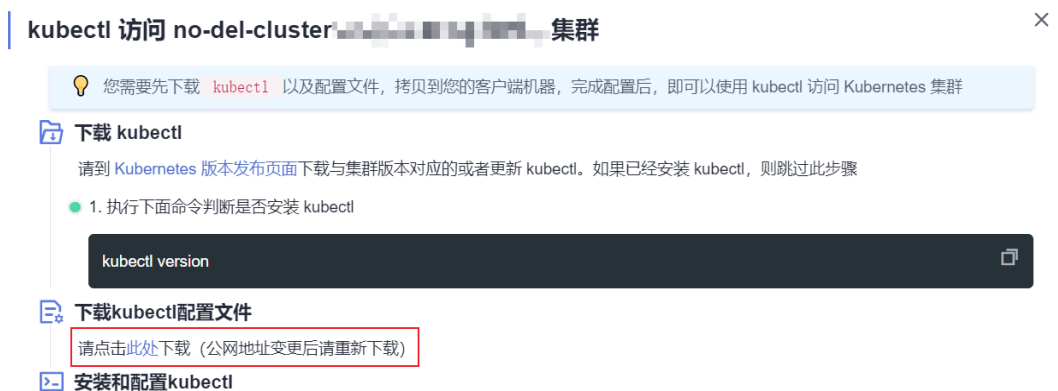 kubectl 访问 no-del-cluster 集群
您需要先下载 kubectl 以及配置文件，拷贝到您的客户端机器，完成配置后，即可以使用 kubectl 访问 Kubernetes 集群
下载 kubectl
请到 Kubernetes 版本发布页面下载与集群版本对应的或者更新 kubectl。如果已经安装 kubectl，则跳过此步骤
1. 执行下面命令判断是否安装 kubectl
kubectl version
下载kubectl配置文件
请点击此处下载（公网地址变更后请重新下载）
安装和配置kubectl